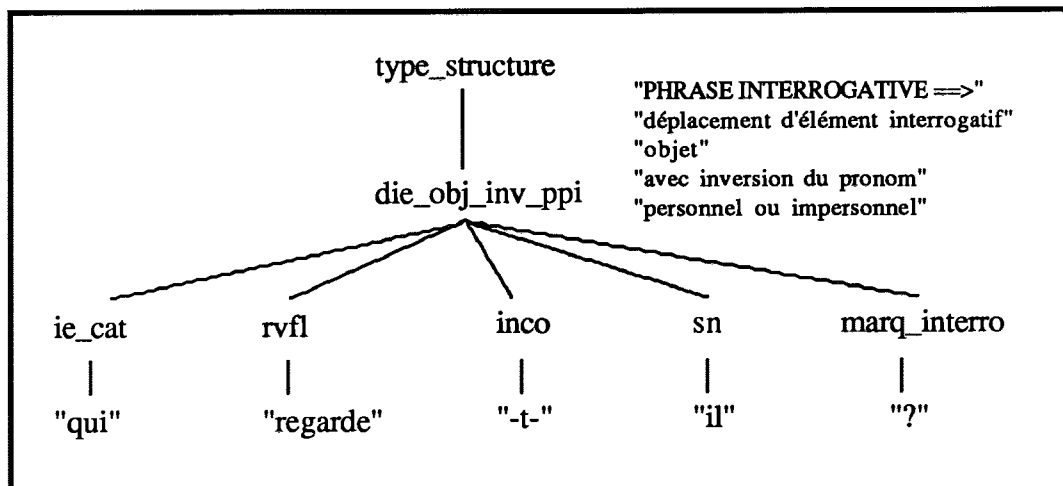 type_structure
"PHRASE INTERROGATIVE ==>"
"déplacement d'élément interrogatif"
"objet"
"avec inversion du pronom"
"personnel ou impersonnel"
die_obj_inv_ppi
ie_cat rvfl inco sn marq_interro
"qui" "regarde" "-t-" "il" "?"